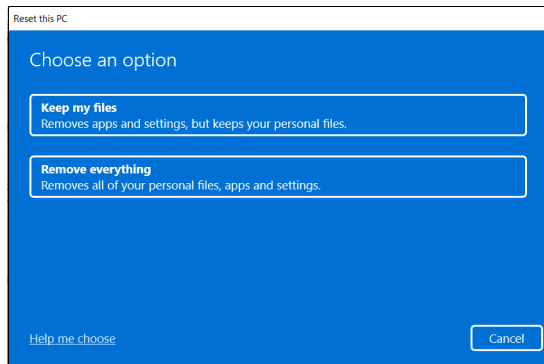 Reset this PC
Choose an option
Keep my files
Removes apps and settings, but keeps your personal files.
Remove everything
Removes all of your personal files, apps and settings.
Help me choose
Cancel